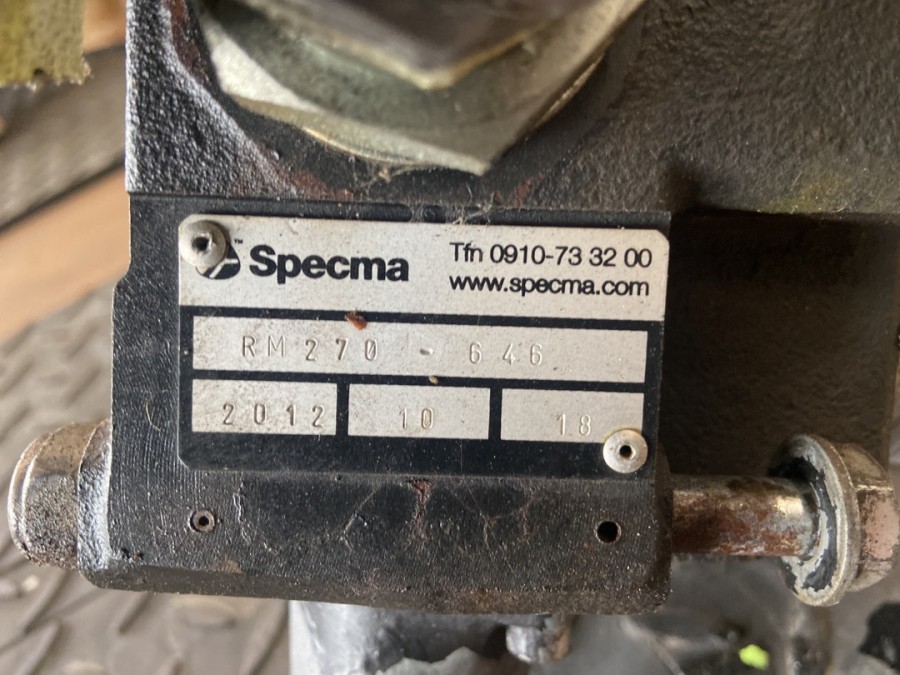 Specma
Tfn 0910-73 32 00
www.specma.com
RM270 - 646
2012 10 18